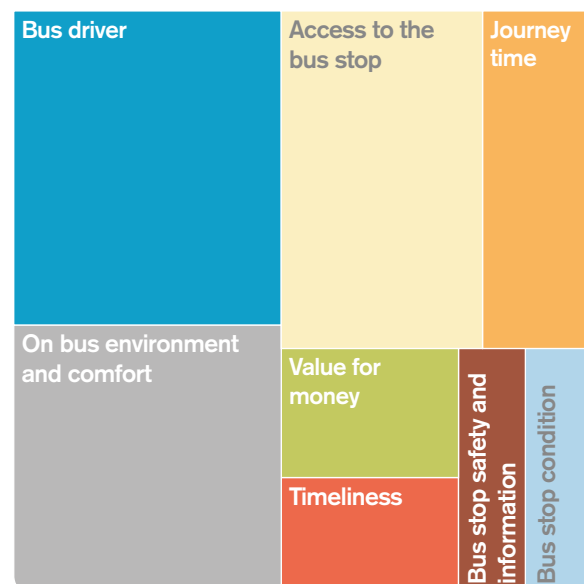 Bus driver
Access to the
bus stop
Journey
time
On bus environment
and comfort
Value for
money
Timeliness
Bus stop safety and
information
Bus stop condition